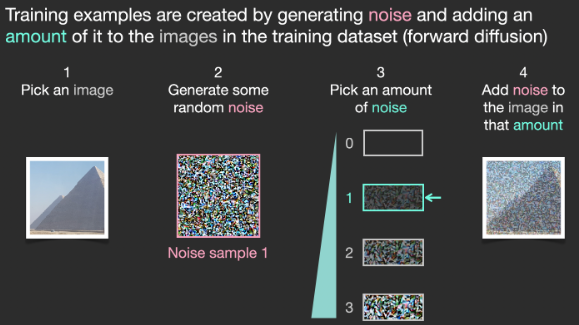 Training examples are created by generating noise and adding an
amount of it to the images in the training dataset (forward diffusion)
1
Pick an image
2
Generate some
random noise
3
Pick an amount
of noise
4
Add noise to
the image in
that amount
Noise sample 1
0
1
2
3